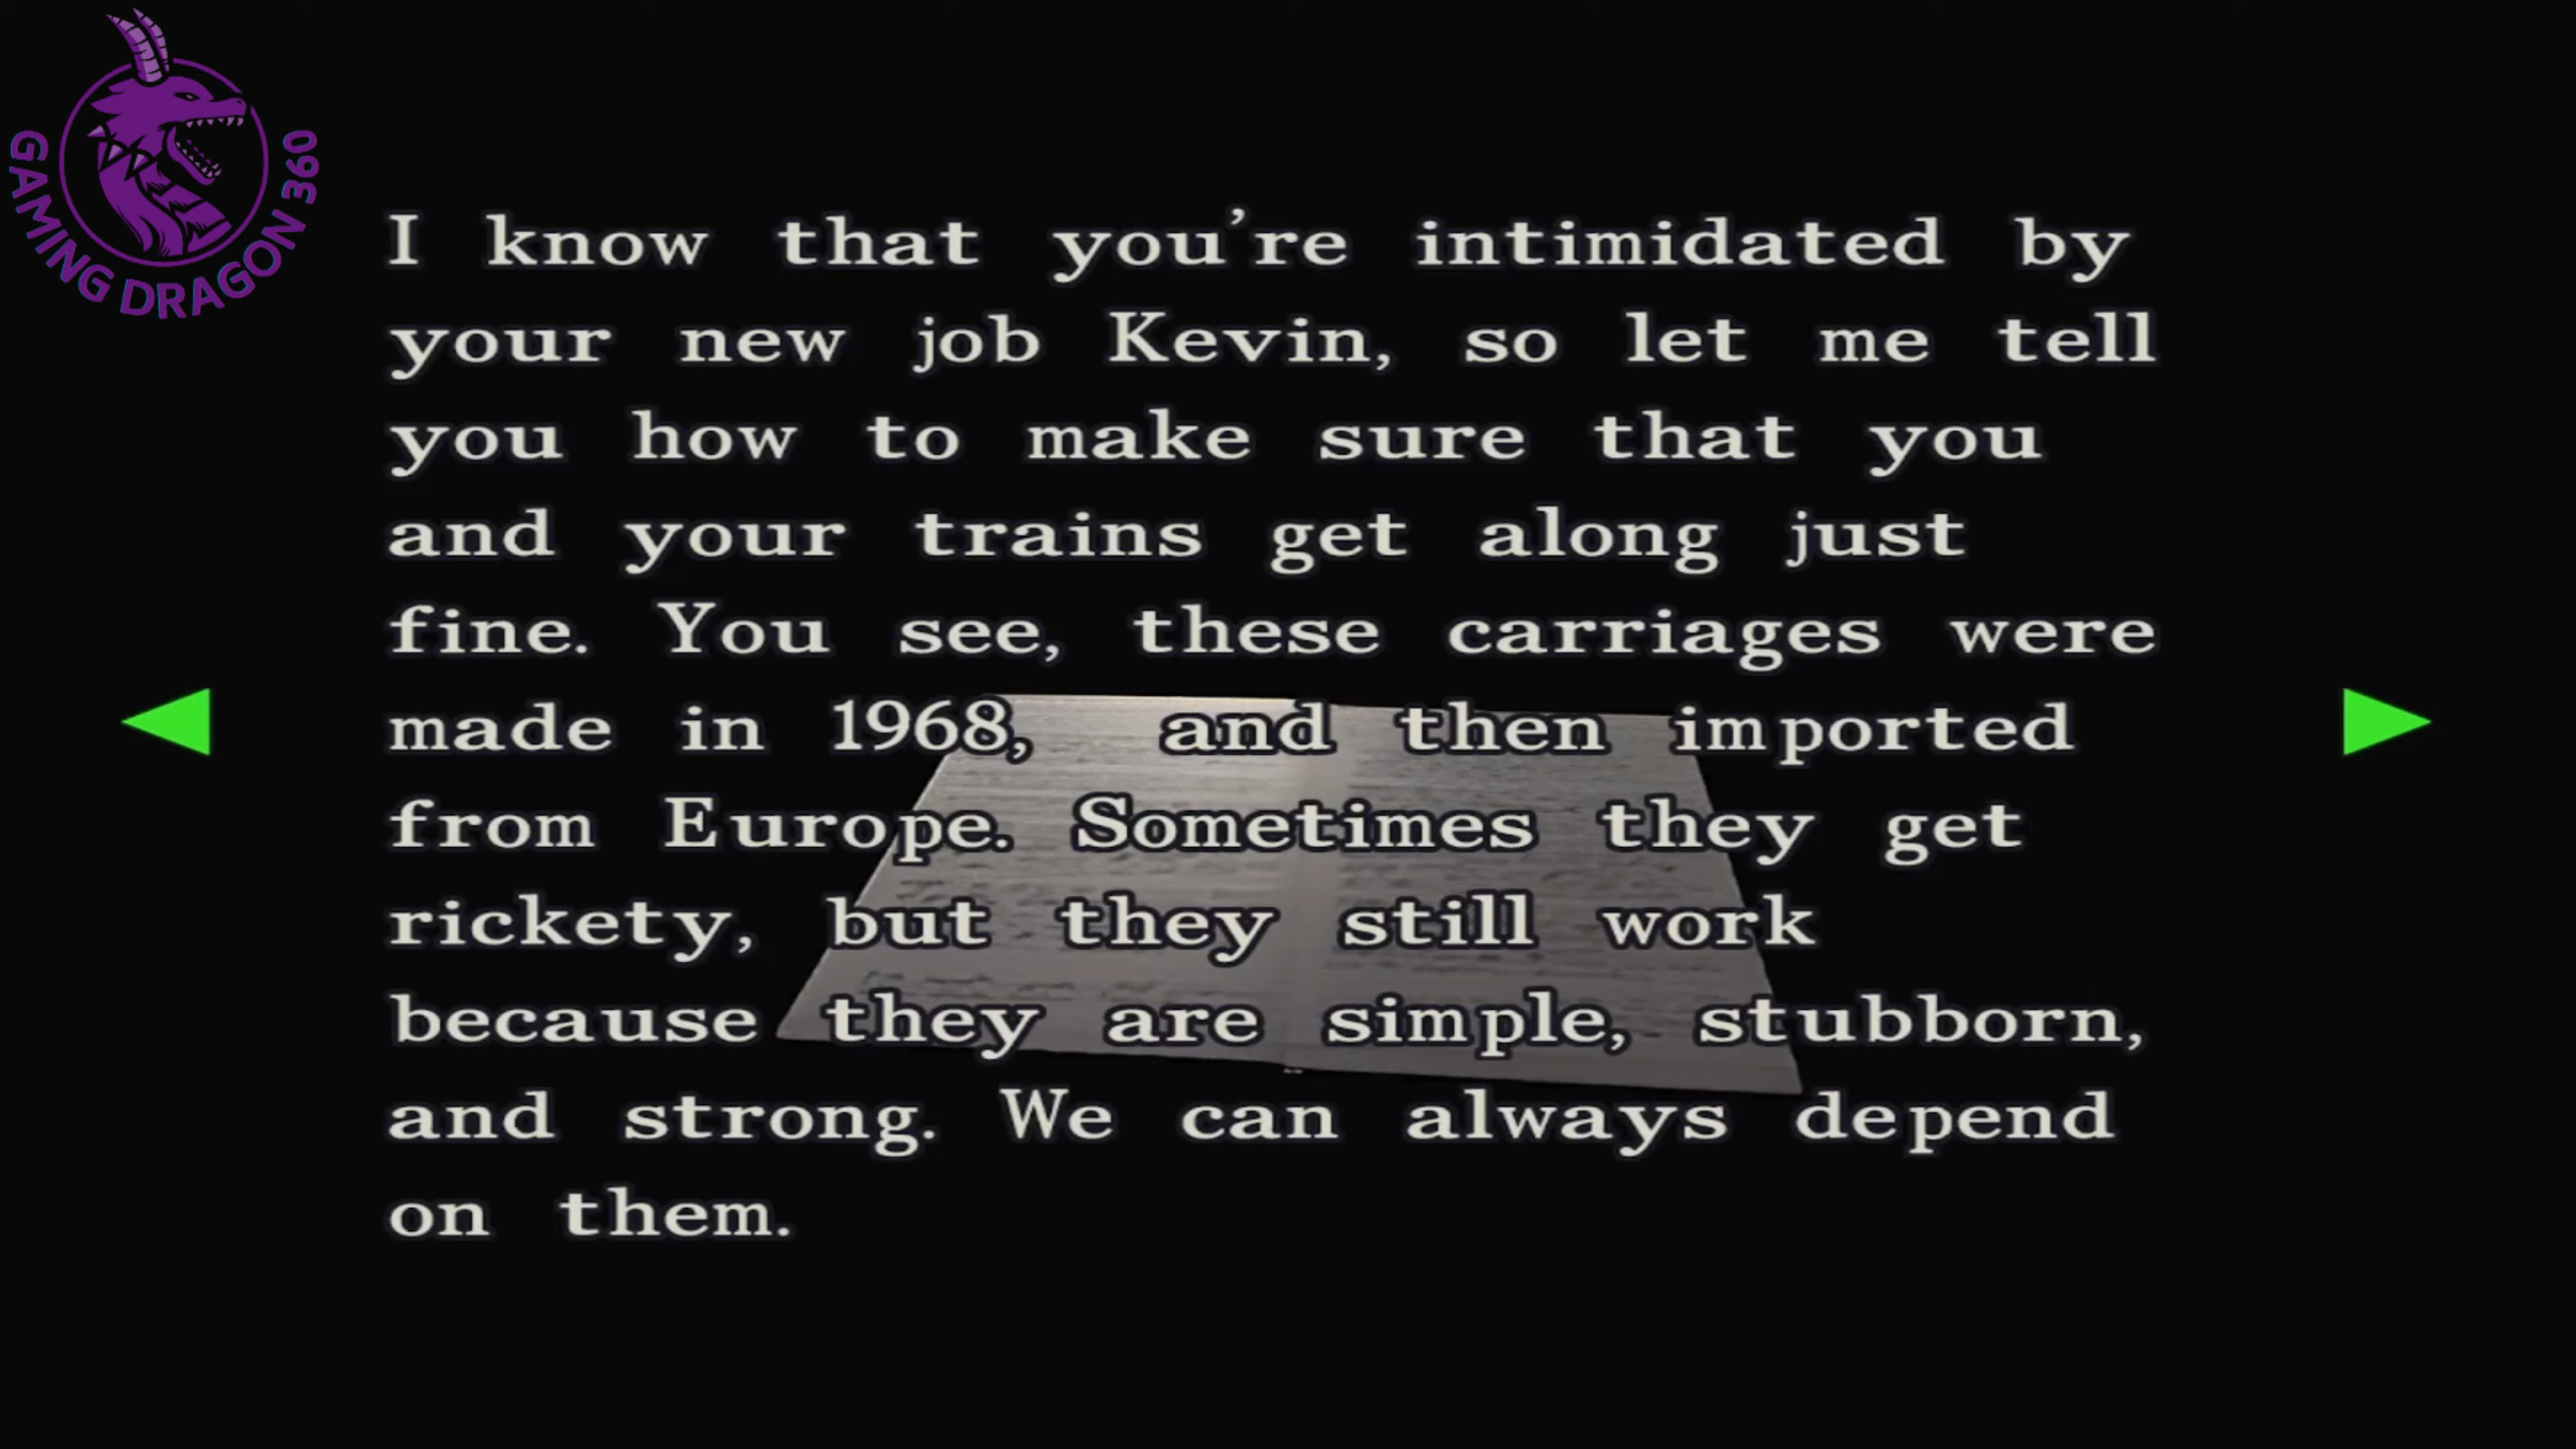 GAMING DRAGON 360
I know that you're intimidated by
your new job Kevin, so let me tell
you how to make sure that you
and your trains get along just
fine. You see, these carriages were
made in 1968, and then imported
from Europe. Sometimes they get
rickety, but they still work
because they are simple, stubborn,
and strong. We can always depend
on them.